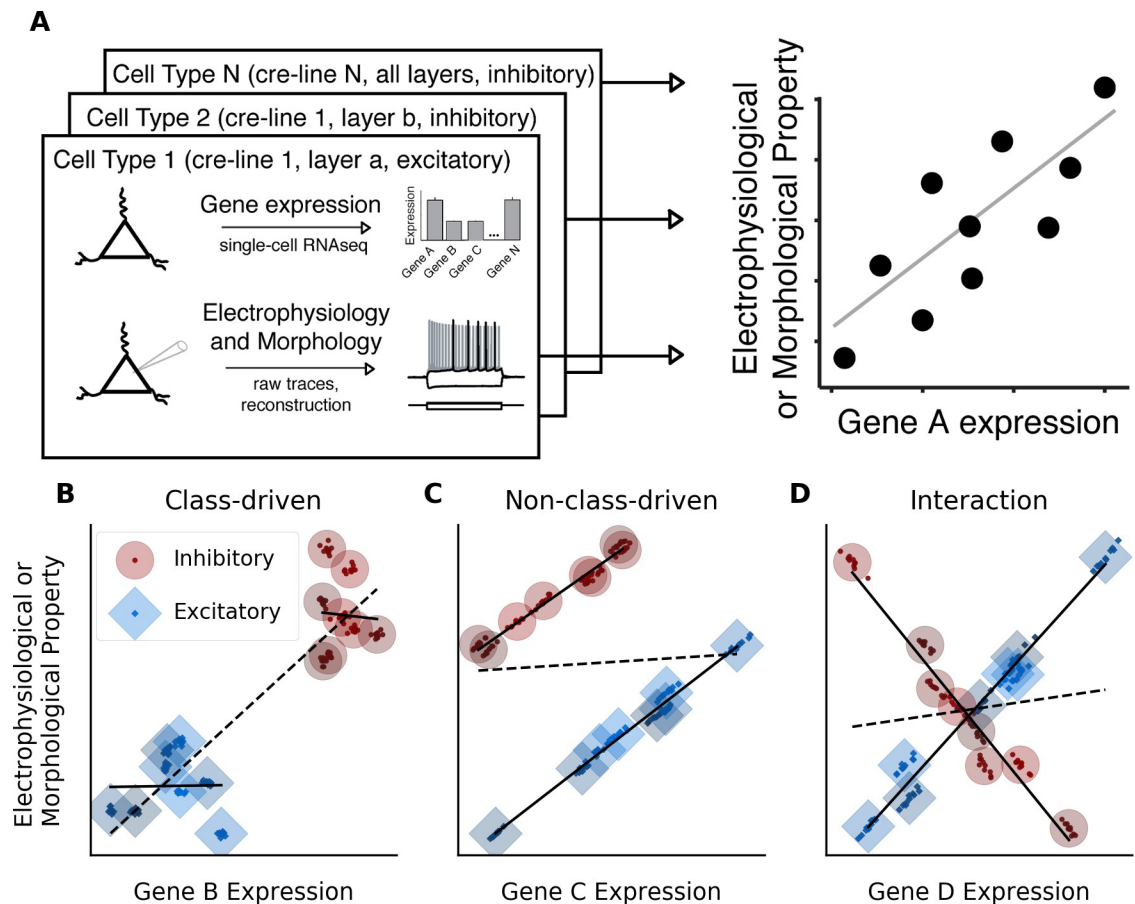 A
Cell Type N (cre-line N, all layers, inhibitory)
Cell Type 2 (cre-line 1, layer b, inhibitory)
Cell Type 1 (cre-line 1, layer a, excitatory)
Gene expression
single-cell RNAseq
Expression
...
Gene A
Gene B
Gene C
Gene N
Electrophysiology
and Morphology
raw traces,
reconstruction
Electrophysiological
or Morphological Property
Gene A expression
B
Class-driven
Inhibitory
Excitatory
Electrophysiological or
Morphological Property
Gene B Expression
C
Non-class-driven
Gene C Expression
D
Interaction
Gene D Expression